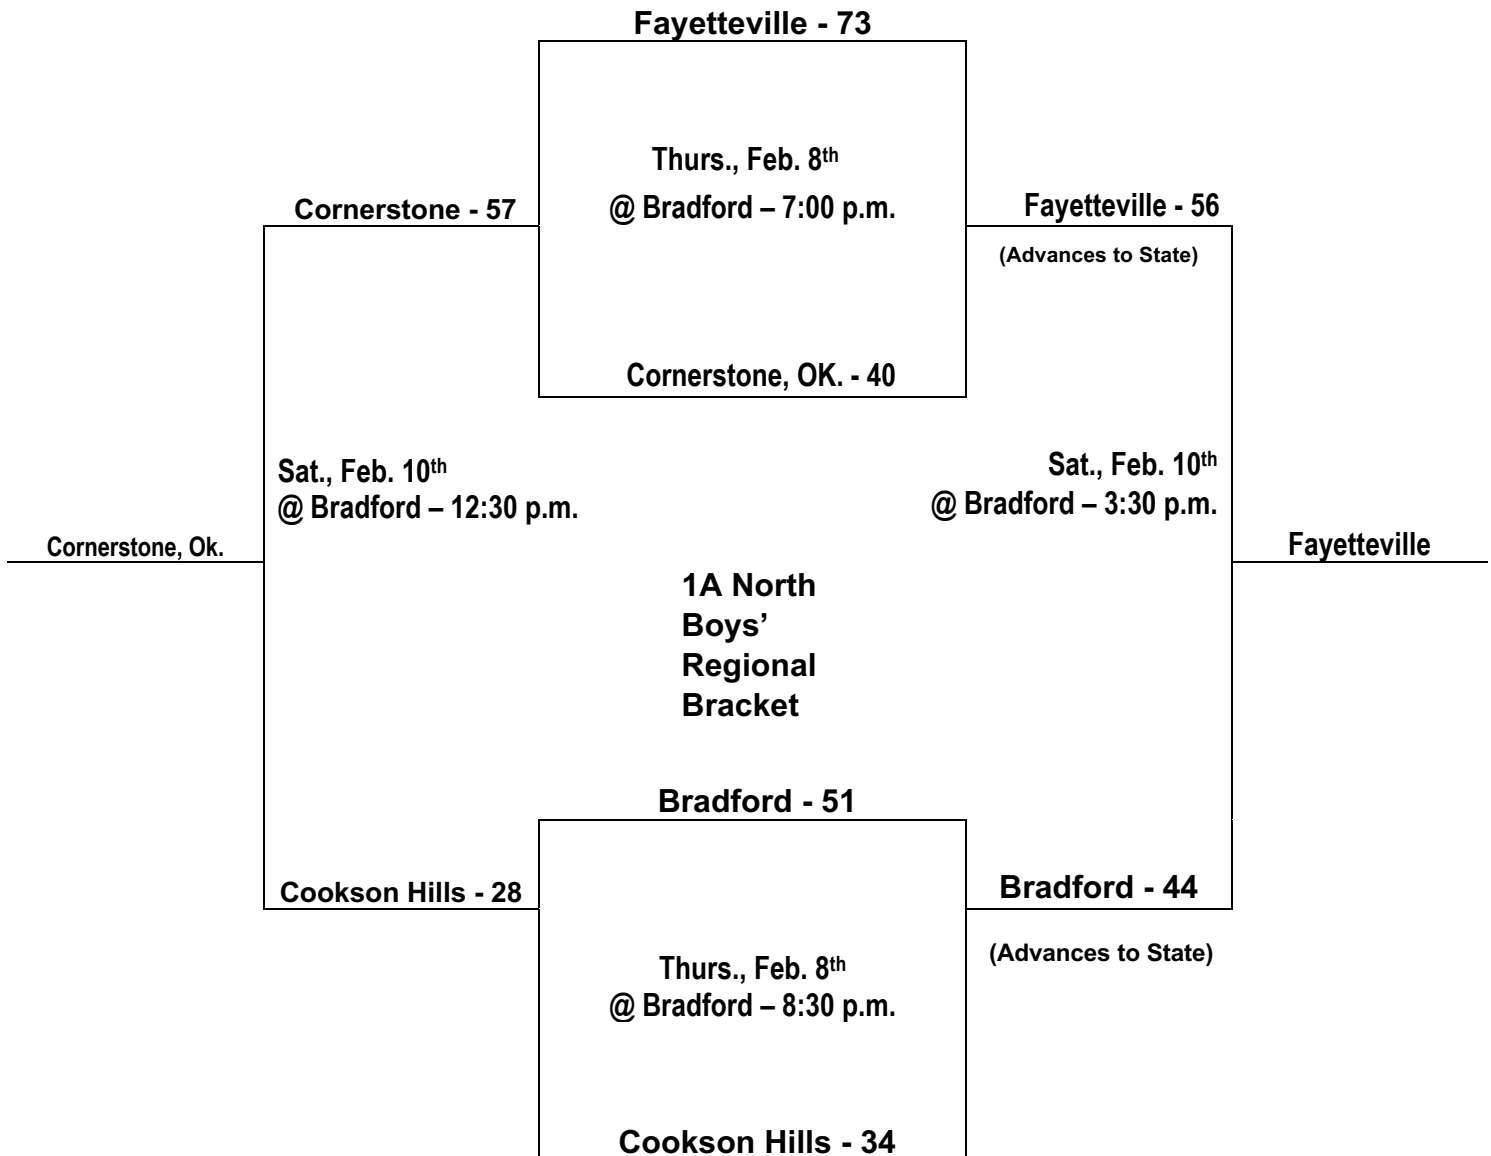 Fayetteville - 73
Thurs., Feb. 8th
@ Bradford – 7:00 p.m.
Cornerstone - 57
Fayetteville - 56
(Advances to State)
Cornerstone, OK. - 40
Sat., Feb. 10th
@ Bradford – 12:30 p.m.
Sat., Feb. 10th
@ Bradford – 3:30 p.m.
Cornerstone, Ok.
Fayetteville
1A North
Boys’
Regional
Bracket
Bradford - 51
Cookson Hills - 28
Bradford - 44
(Advances to State)
Thurs., Feb. 8th
@ Bradford – 8:30 p.m.
Cookson Hills - 34